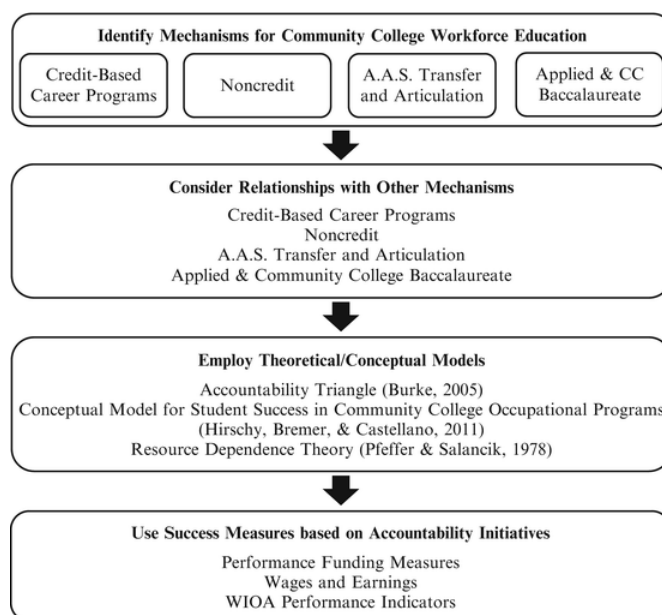 Identify Mechanisms for Community College Workforce Education
Credit-Based
Career Programs
Noncredit
A.A.S. Transfer
and Articulation
Applied & CC
Baccalaureate
Consider Relationships with Other Mechanisms
Credit-Based Career Programs
Noncredit
A.A.S. Transfer and Articulation
Applied & Community College Baccalaureate
Employ Theoretical/Conceptual Models
Accountability Triangle (Burke, 2005)
Conceptual Model for Student Success in Community College Occupational Programs
(Hirschy, Bremer, & Castellano, 2011)
Resource Dependence Theory (Pfeffer & Salancik, 1978)
Use Success Measures based on Accountability Initiatives
Performance Funding Measures
Wages and Earnings
WIOA Performance Indicators